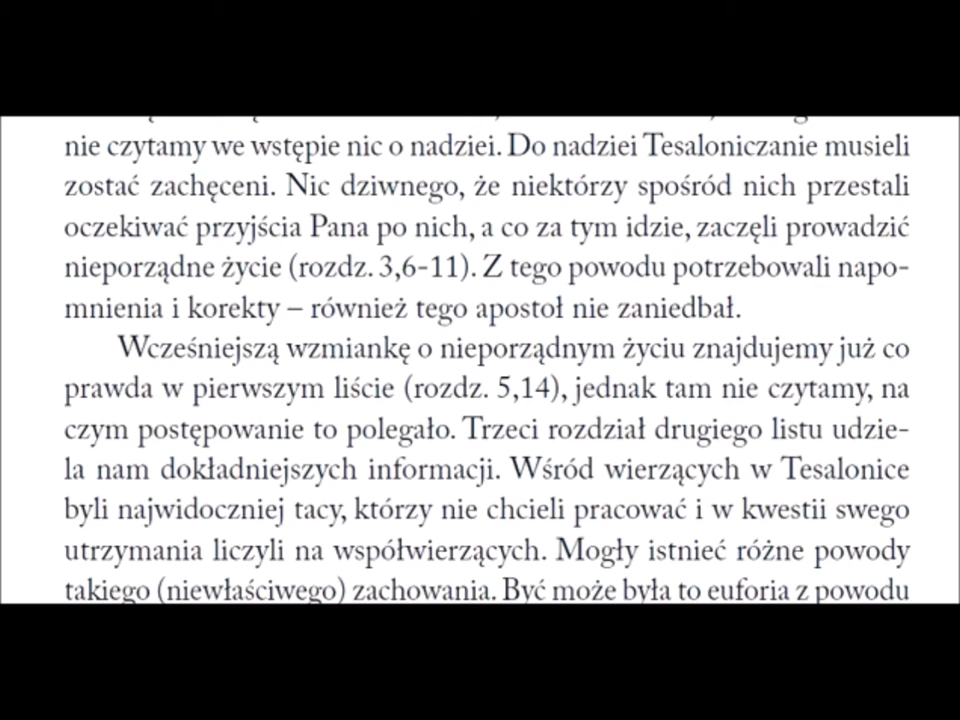 nie czytamy we wstępie nic o nadziei. Do nadziei Tesaloniczanie musieli
zostać zachęceni. Nic dziwnego, że niektórzy spośród nich przestali
oczekiwać przyjścia Pana po nich, a co za tym idzie, zaczęli prowadzić
nieporządne życie (rozdz. 3,6-11). Z tego powodu potrzebowali napo-
mnienia i korekty – również tego apostoł nie zaniedbał.
Wcześniejszą wzmiankę o nieporządnym życiu znajdujemy już co
prawda w pierwszym liście (rozdz. 5,14), jednak tam nie czytamy, na
czym postępowanie to polegało. Trzeci rozdział drugiego listu udzie-
la nam dokładniejszych informacji. Wśród wierzących w Tesalonice
byli najwidoczniej tacy, którzy nie chcieli pracować i w kwestii swego
utrzymania liczyli na współwierzących. Mogły istnieć różne powody
takiego (niewłaściwego) zachowania. Być może była to euforia z powodu